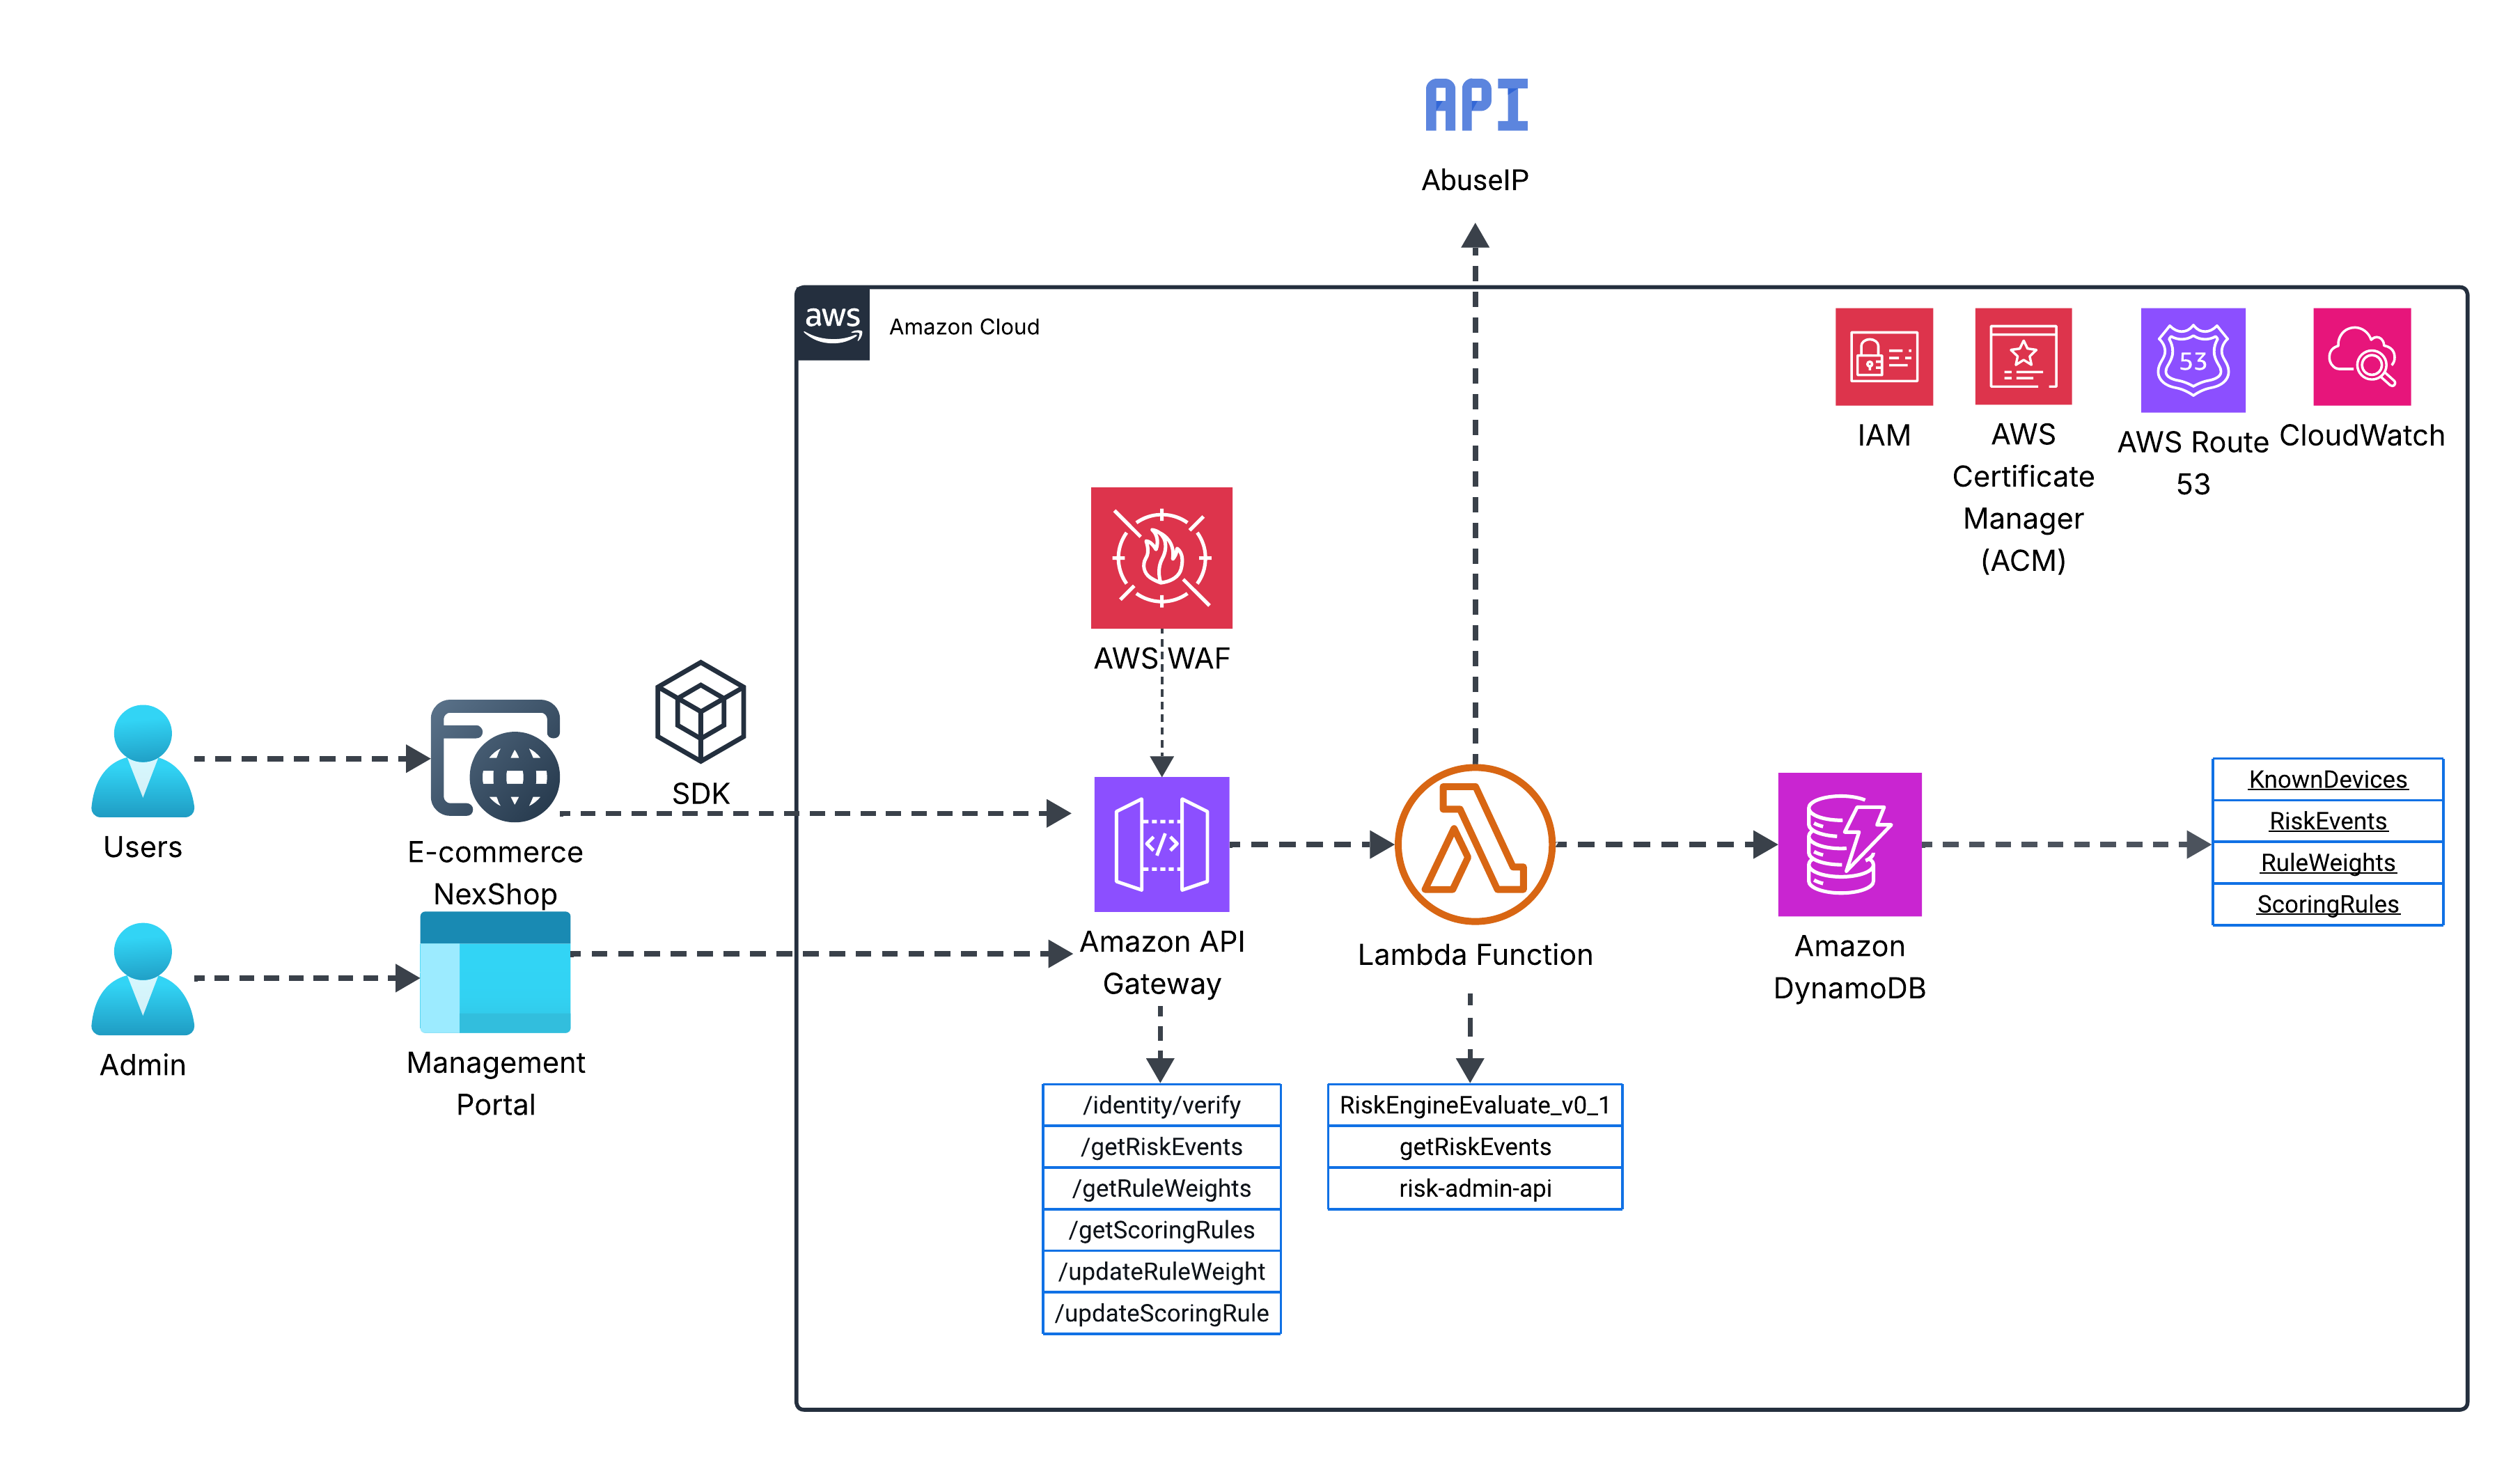 API
AbuseIP
aws
Amazon Cloud
IAM
AWS
Certificate
Manager
(ACM)
53
AWS Route
53
CloudWatch
AWS WAF
SDK
Users
E-commerce
NexShop
Admin
Management
Portal
</>
Amazon API
Gateway
Lambda Function
Amazon
DynamoDB
KnownDevices
RiskEvents
RuleWeights
ScoringRules
/identity/verify
/getRiskEvents
/getRuleWeights
/getScoringRules
/updateRuleWeight
/updateScoringRule
RiskEngineEvaluate_v0_1
getRiskEvents
risk-admin-api